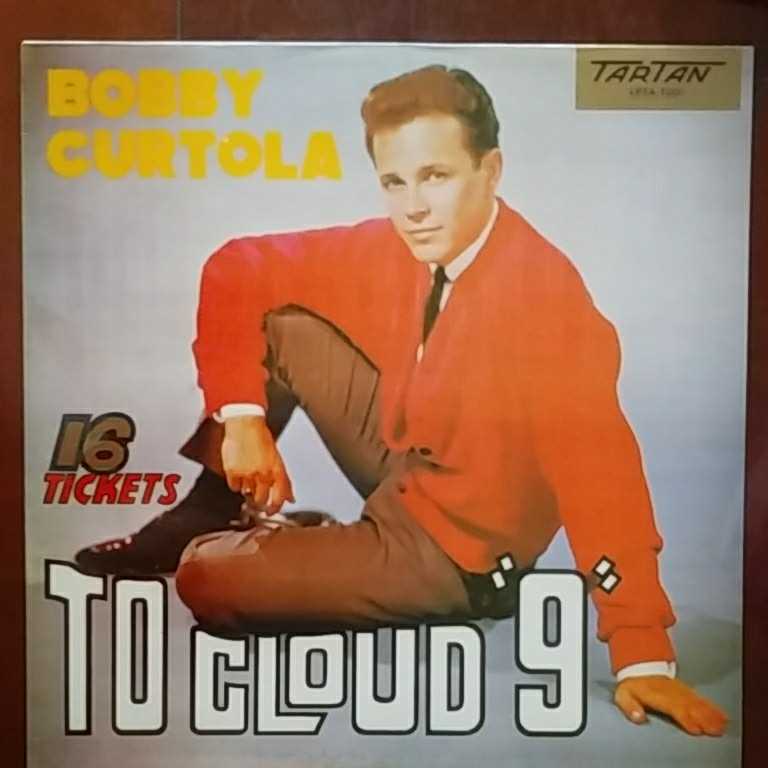 BOBBY
CURTOLA
TARTAN
16
TICKETS
TO CLOUD "9"